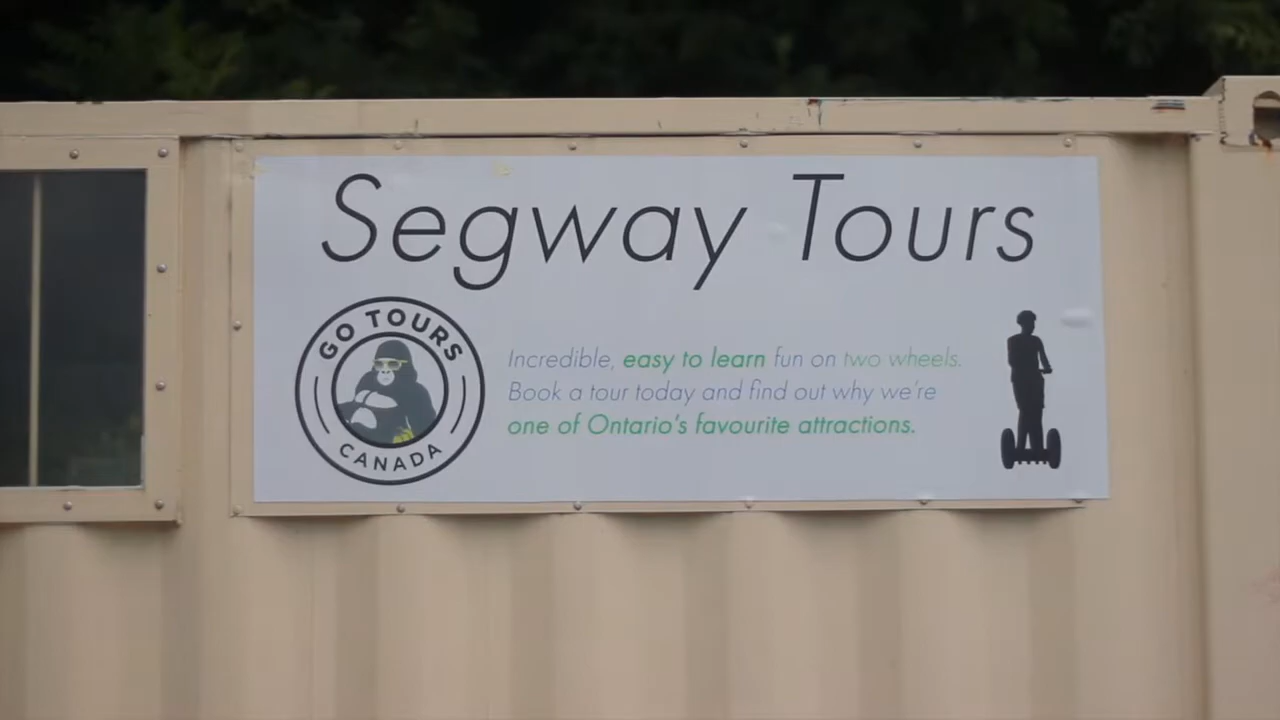 Segway Tours
GO TOURS
CANADA
Incredible, easy to learn fun on two wheels.
Book a tour today and find out why we're
one of Ontario's favourite attractions.